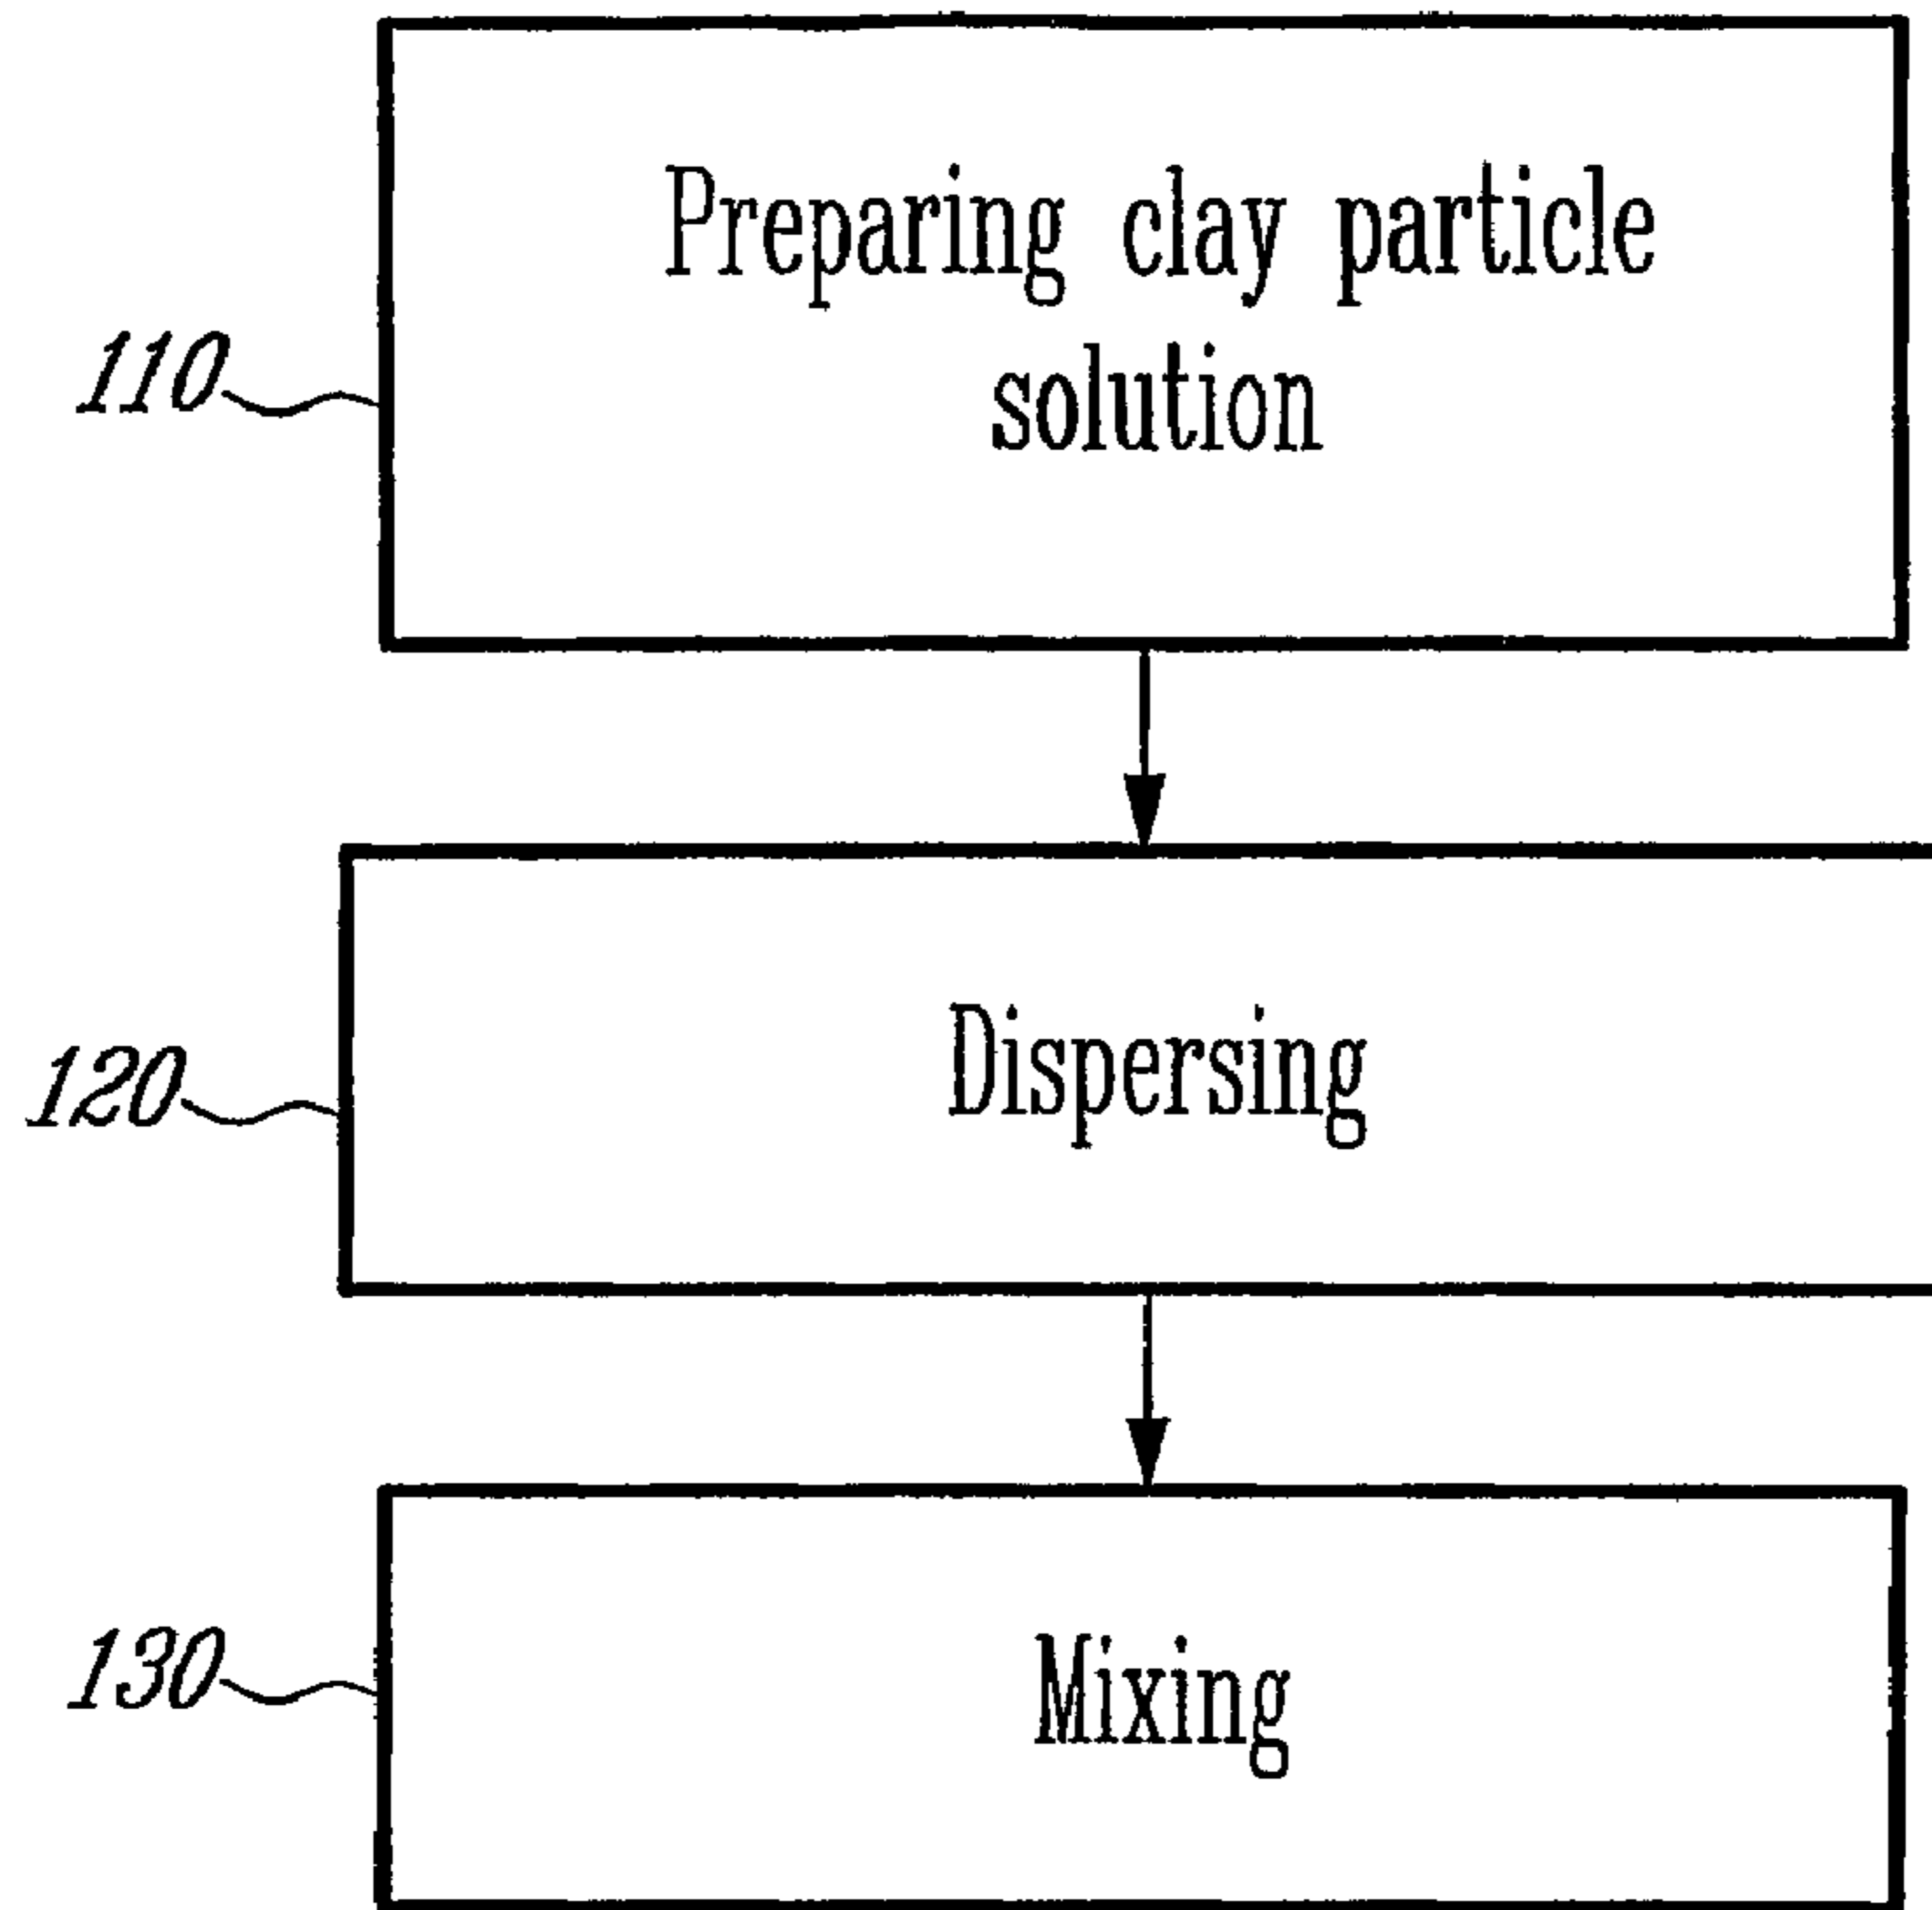 Preparing clay particle
solution
110
Dispersing
120
Mixing
130